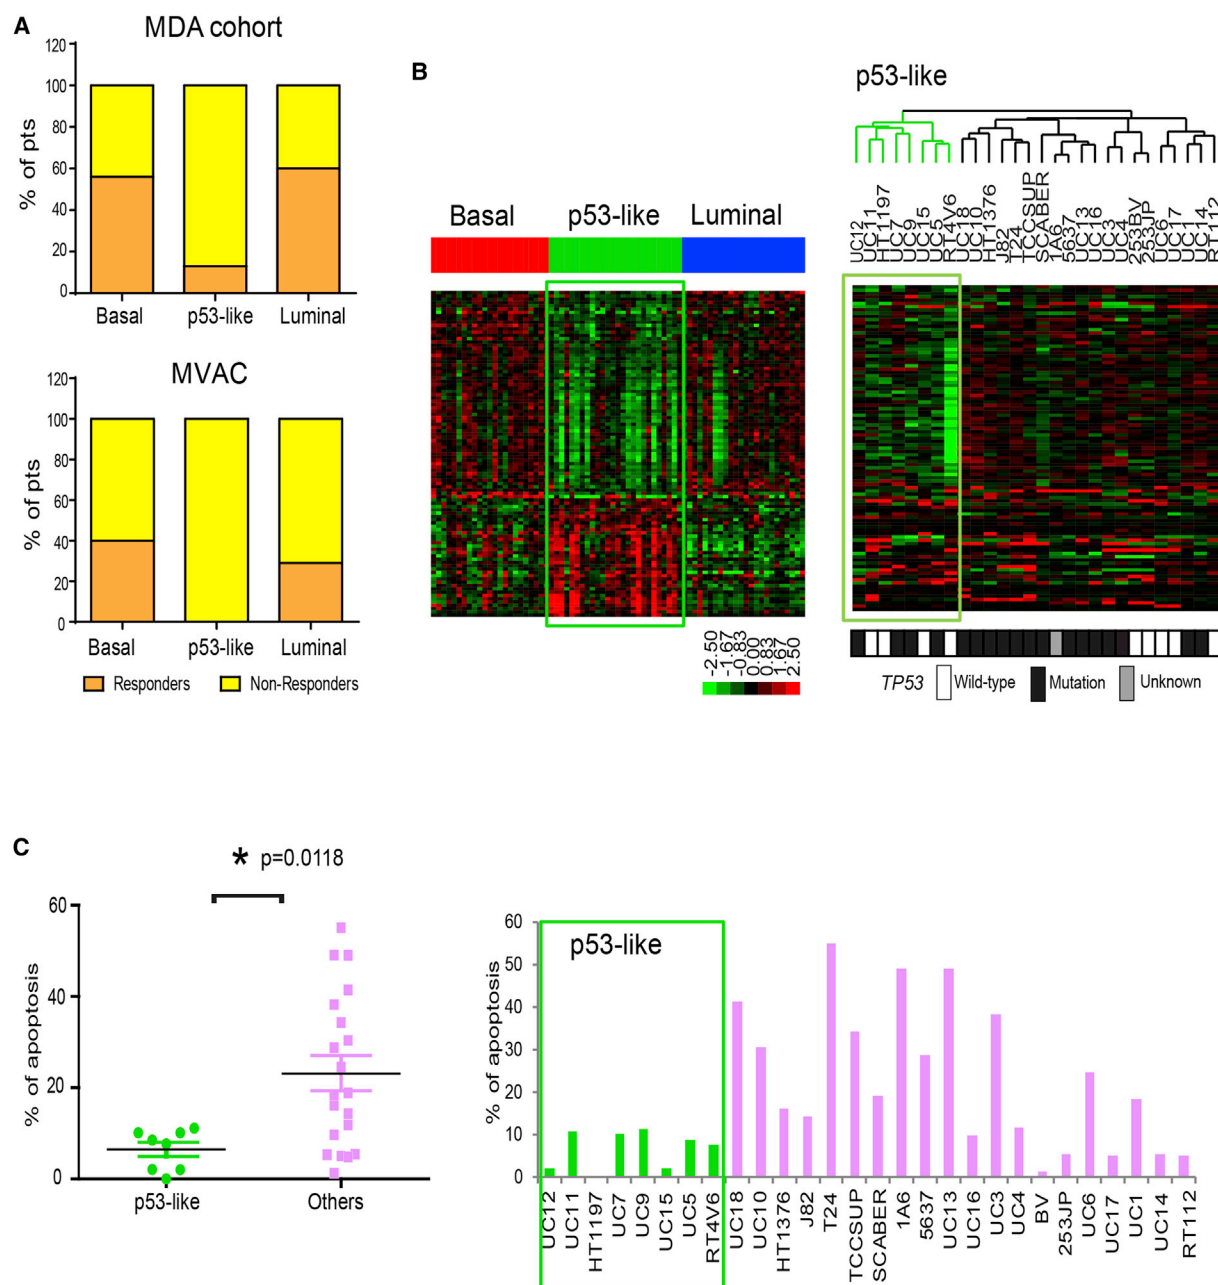 A
MDA cohort
120
100
80
60
40
20
0
% of pts
Basal p53-like Luminal
MVAC
120
100
80
60
40
20
0
% of pts
Basal p53-like Luminal
Responders Non-Responders
B
Basal p53-like Luminal
-2.50
-1.67
-0.83
0.00
0.83
1.67
2.50
p53-like
UC12
UC11
HT1197
UC7
UC9
UC15
UC5
RT4V6
UC18
UC10
HT1376
J82
T24
TCCSUP
SCABER
1A6
5637
UC13
UC16
UC3
UC4
253JBV
253JP
UC6
UC17
UC1
UC14
RT112
TP53 Wild-type Mutation Unknown
C
* p=0.0118
60
40
20
0
% of apoptosis
p53-like Others
60
50
40
30
20
10
0
% of apoptosis
p53-like
UC12
UC11
HT1197
UC7
UC9
UC15
UC5
RT4V6
UC18
UC10
HT1376
J82
T24
TCCSUP
SCABER
1A6
5637
UC13
UC16
UC3
UC4
BV
253JP
UC6
UC17
UC1
UC14
RT112